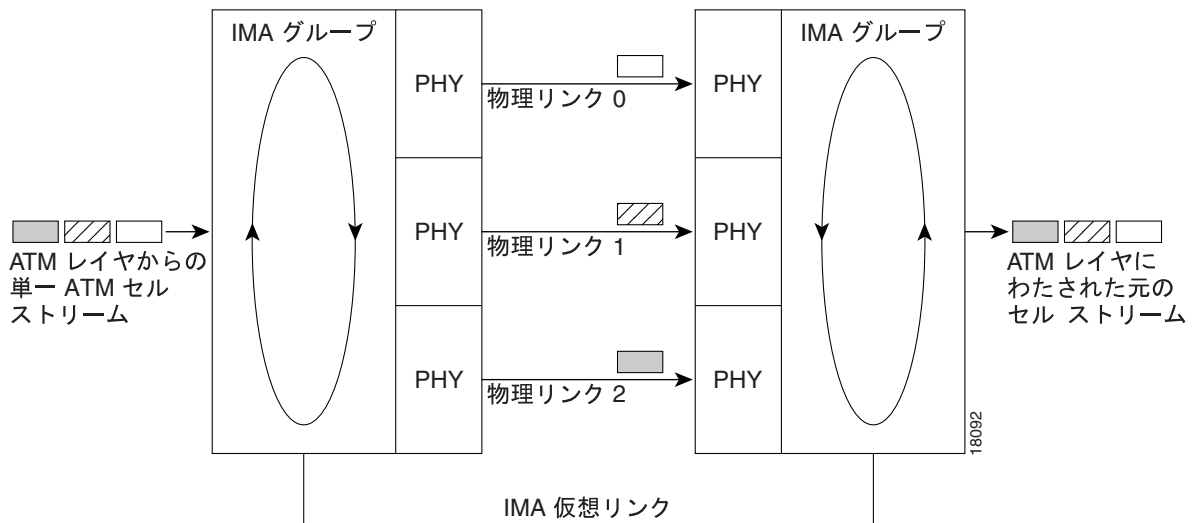 IMA グループ
IMA グループ
PHY
PHY
物理リンク 0
PHY
PHY
物理リンク 1
PHY
PHY
物理リンク 2
ATM レイヤからの
単一 ATM セル
ストリーム
ATM レイヤに
わたされた元の
セル ストリーム
18092
IMA 仮想リンク